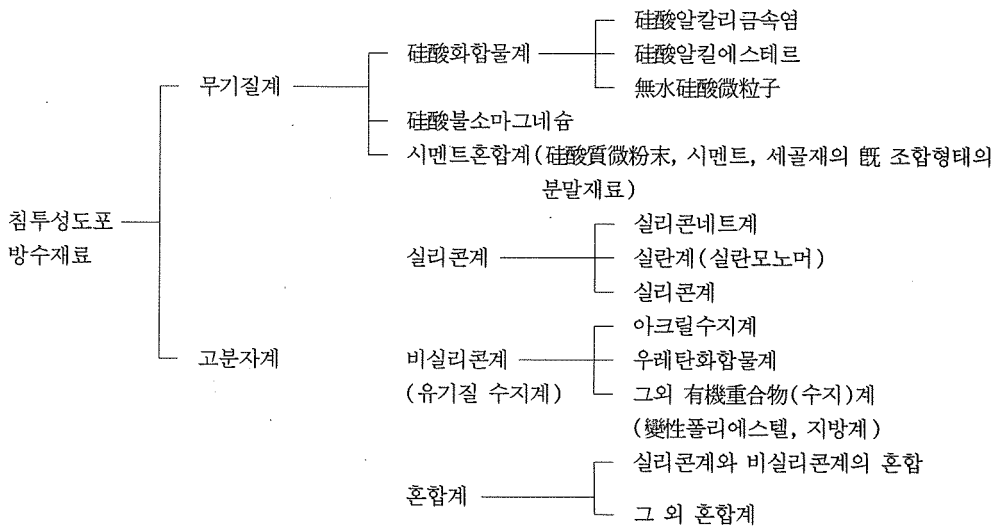 硅酸알칼리금속염
硅酸화합물계
硅酸알킬에스테르
無水硅酸微粒子
무기질계
硅酸불소마그네슘
시멘트혼합계(硅酸質微粉末, 시멘트, 세골재의 旣 조합형태의
분말재료)
침투성도포
방수재료
실리콘네트계
실리콘계
실란계(실란모노머)
실리콘계
고분자계
아크릴수지계
비실리콘계
(유기질 수지계)
우레탄화합물계
그외 有機重合物(수지)계
(變性폴리에스텔, 지방계)
혼합계
실리콘계와 비실리콘계의 혼합
그 외 혼합계